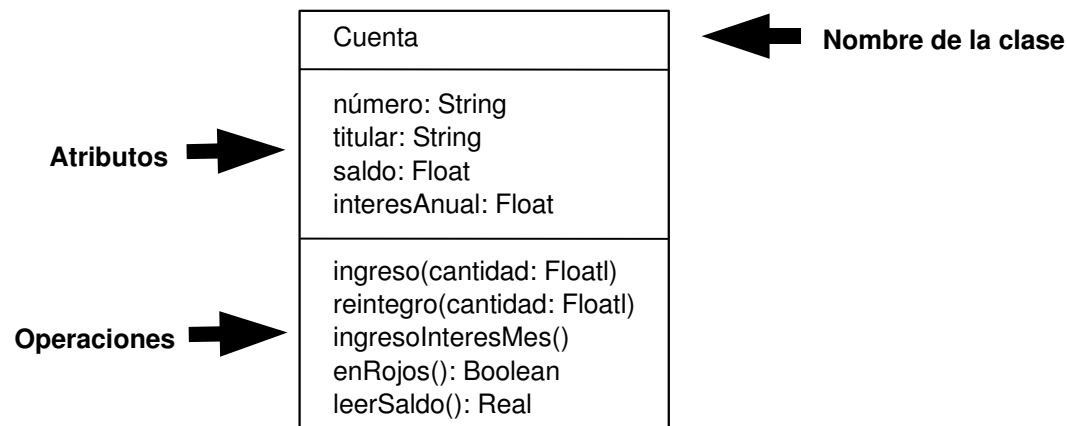 Cuenta
Nombre de la clase
número: String
titular: String
saldo: Float
interesAnual: Float
Atributos
ingreso(cantidad: Floatl)
reintegro(cantidad: Floatl)
ingresoInteresMes()
enRojos(): Boolean
leerSaldo(): Real
Operaciones